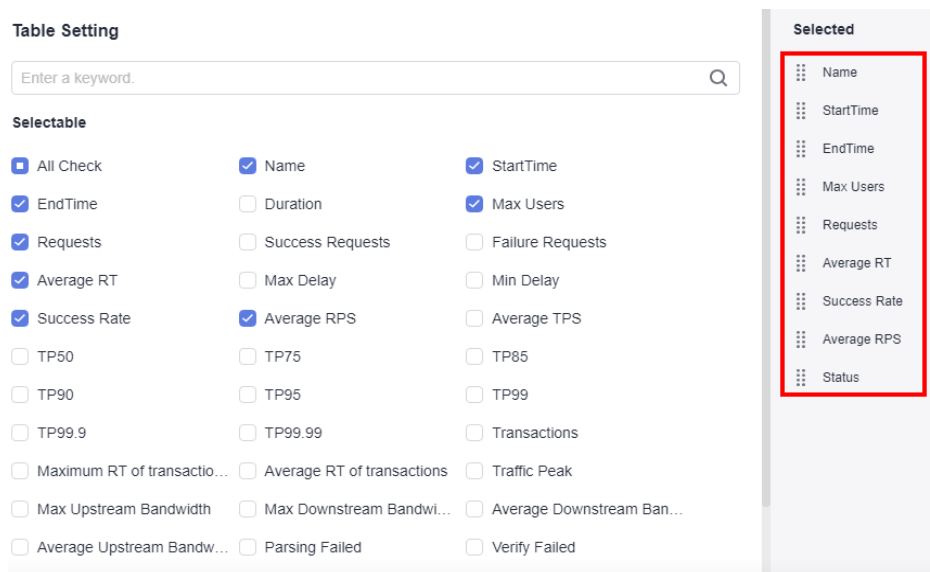 Table Setting
Enter a keyword.
Selectable
All Check Name StartTime
EndTime Duration Max Users
Requests Success Requests Failure Requests
Average RT Max Delay Min Delay
Success Rate Average RPS Average TPS
TP50 TP75 TP85
TP90 TP95 TP99
TP99.9 TP99.99 Transactions
Maximum RT of transactio... Average RT of transactions Traffic Peak
Max Upstream Bandwidth Max Downstream Bandwi... Average Downstream Ban...
Average Upstream Bandw... Parsing Failed Verify Failed
Selected
Name
StartTime
EndTime
Max Users
Requests
Average RT
Success Rate
Average RPS
Status